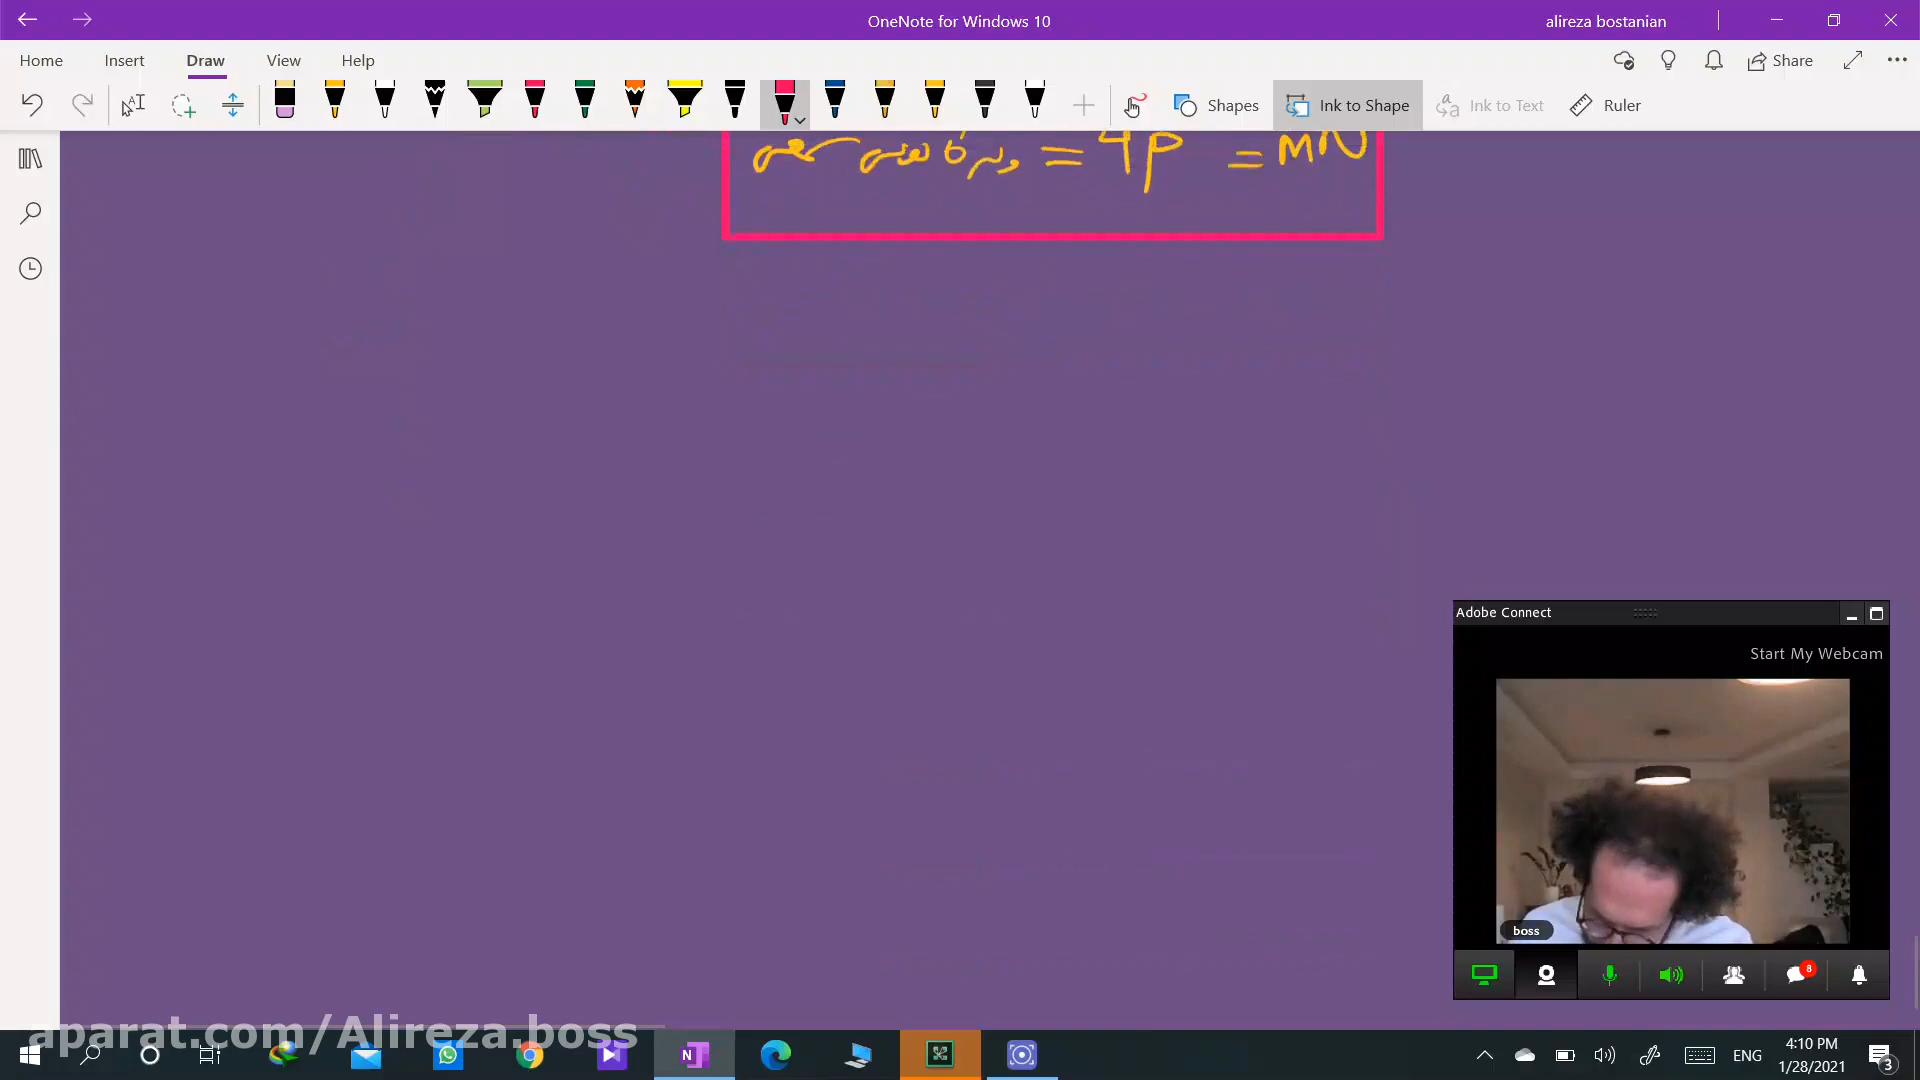 OneNote for Windows 10
alireza bostanian
Home Insert Draw View Help
Share
Shapes
Ink to Shape
Ink to Text
Ruler
= 4P = MN
Adobe Connect
Start My Webcam
boss
8
aparat.com/Alireza.boss
ENG
4:10 PM
1/28/2021
3